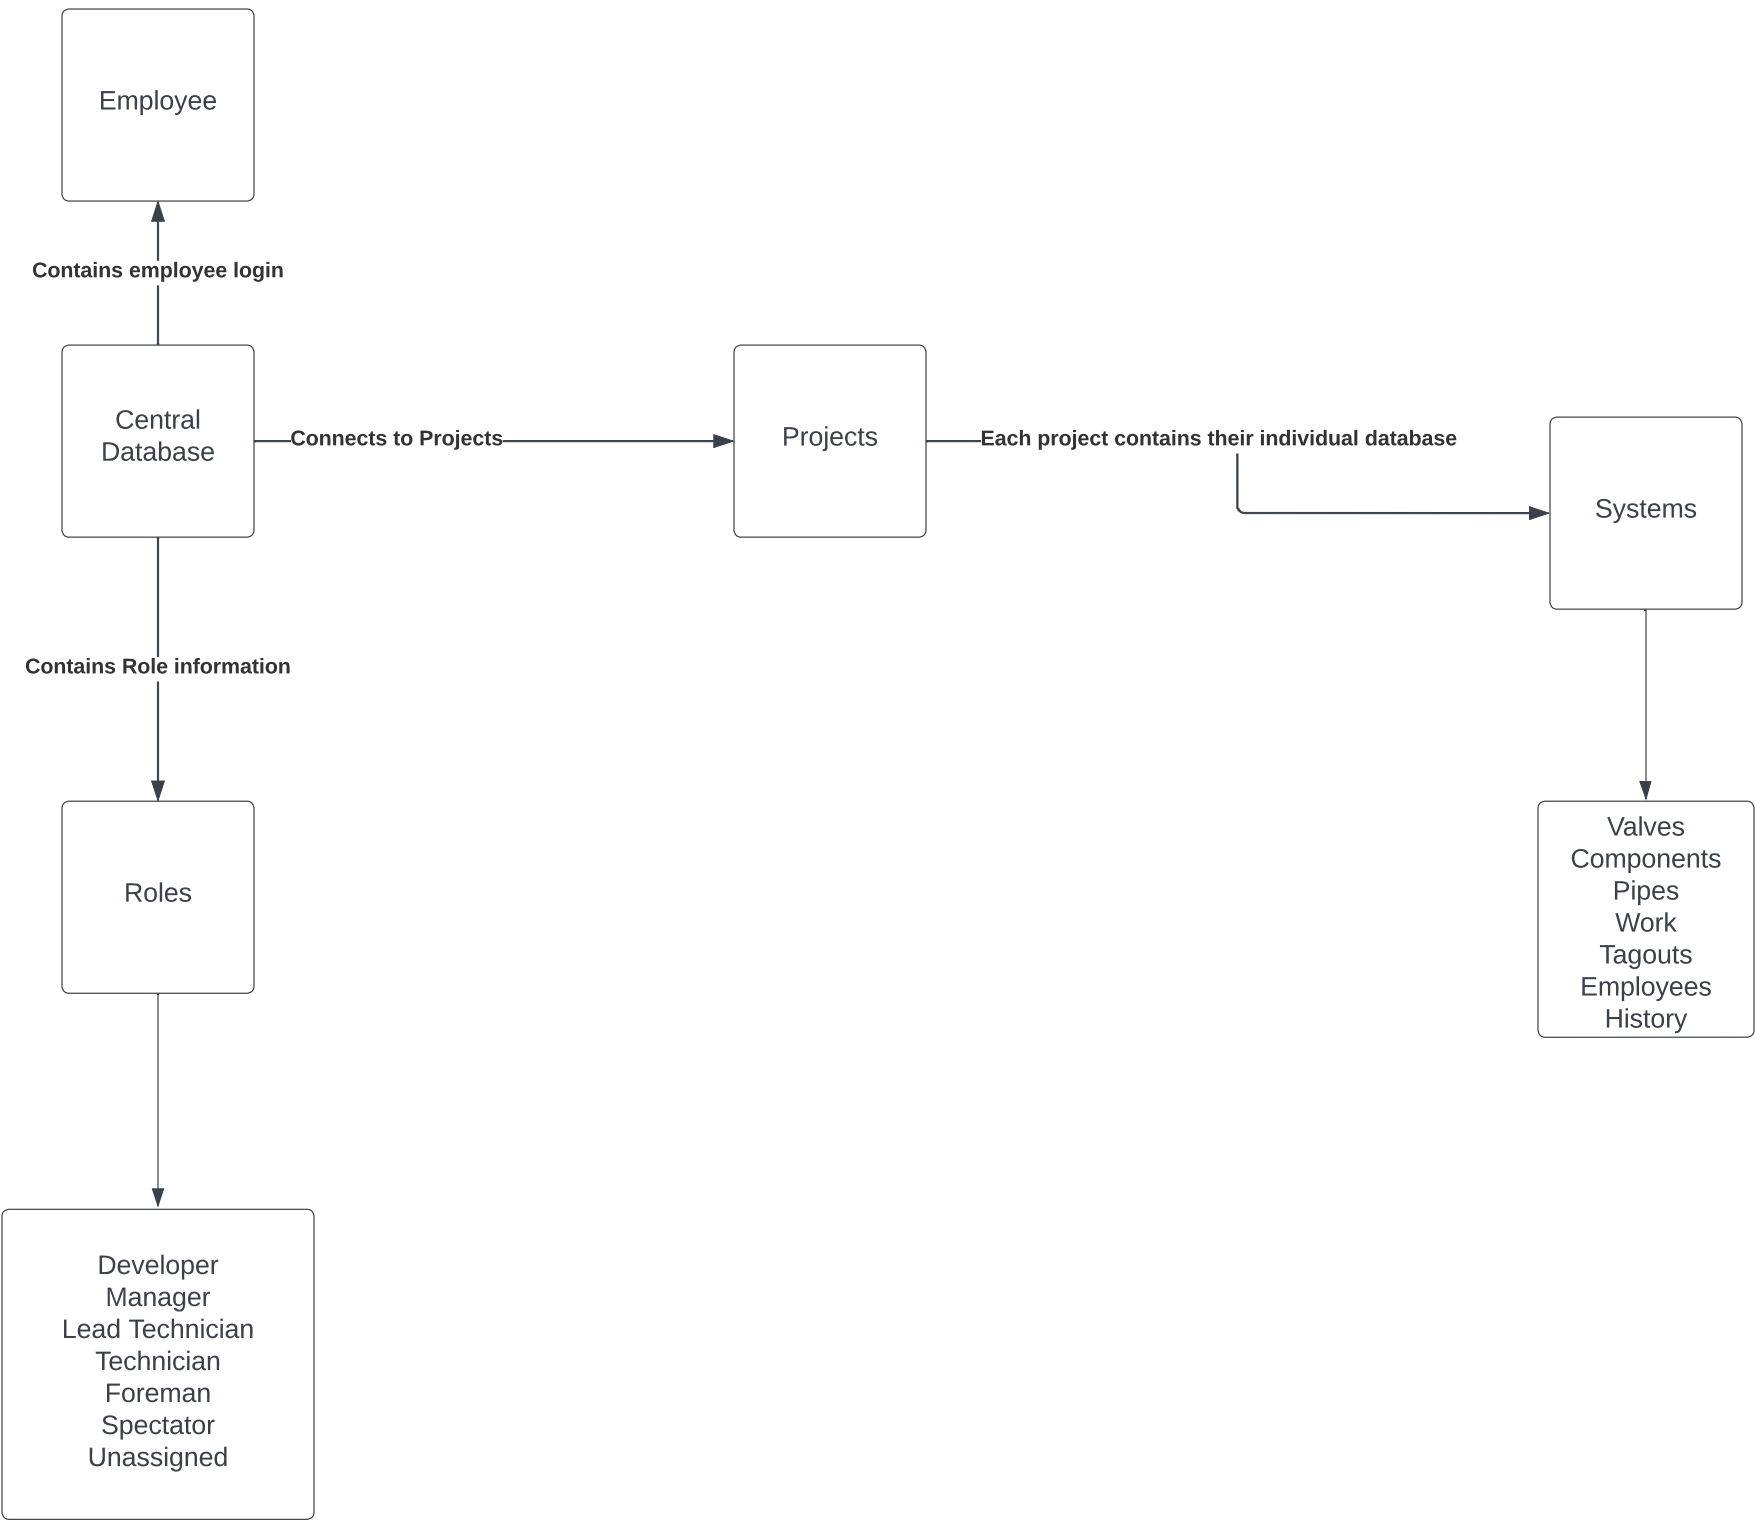 Employee
Contains employee login
Central
Database
Connects to Projects
Projects
Each project contains their individual database
Systems
Contains Role information
Roles
Valves
Components
Pipes
Work
Tagouts
Employees
History
Developer
Manager
Lead Technician
Technician
Foreman
Spectator
Unassigned